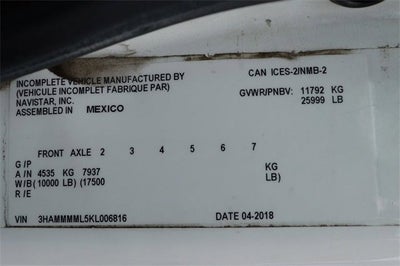 INCOMPLETE VEHICLE MANUFACTURED BY
(VEHICULE INCOMPLET FABRIQUE PAR)
NAVISTAR, INC.
ASSEMBLED IN MEXICO
CAN ICES-2/NMB-2
GVWR/PNBV: 11792 KG
25999 LB
FRONT AXLE 2 3 4 5 6 7
G/P
A/N 4535 KG 7937 KG
W/B (10000 LB) (17500 LB)
R/E
VIN 3HAMMMML5KL006816 DATE 04-2018